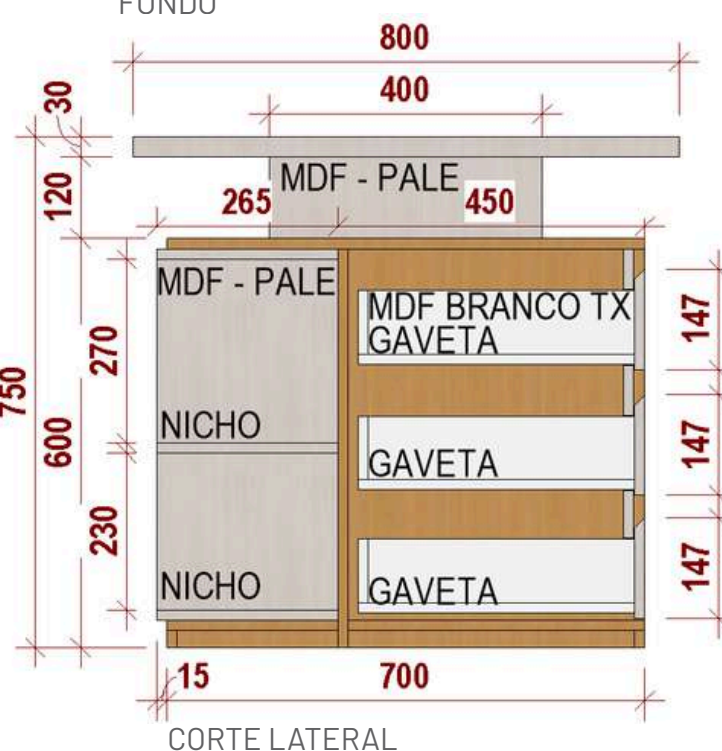 FUNDO
800
400
30
MDF - PALE
120
265
450
MDF - PALE
MDF BRANCO TX
GAVETA
147
270
750
NICHO
600
GAVETA
147
230
NICHO
GAVETA
147
15
700
CORTE LATERAL